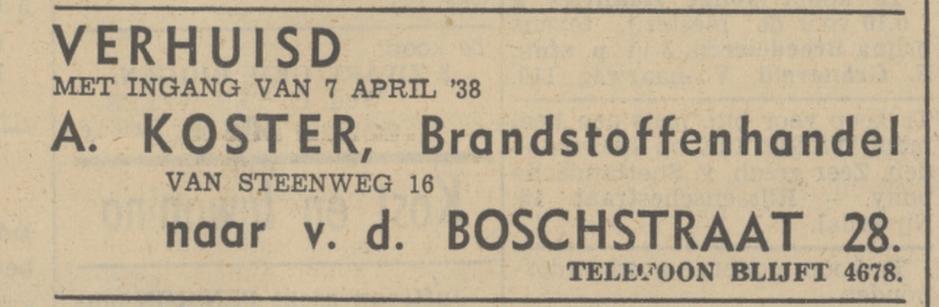 VERHUISD
MET INGANG VAN 7 APRIL '38
A. KOSTER, Brandstoffenhandel
VAN STEENWEG 16
naar v. d. BOSCHSTRAAT 28.
TELEFOON BLIJFT 4678.